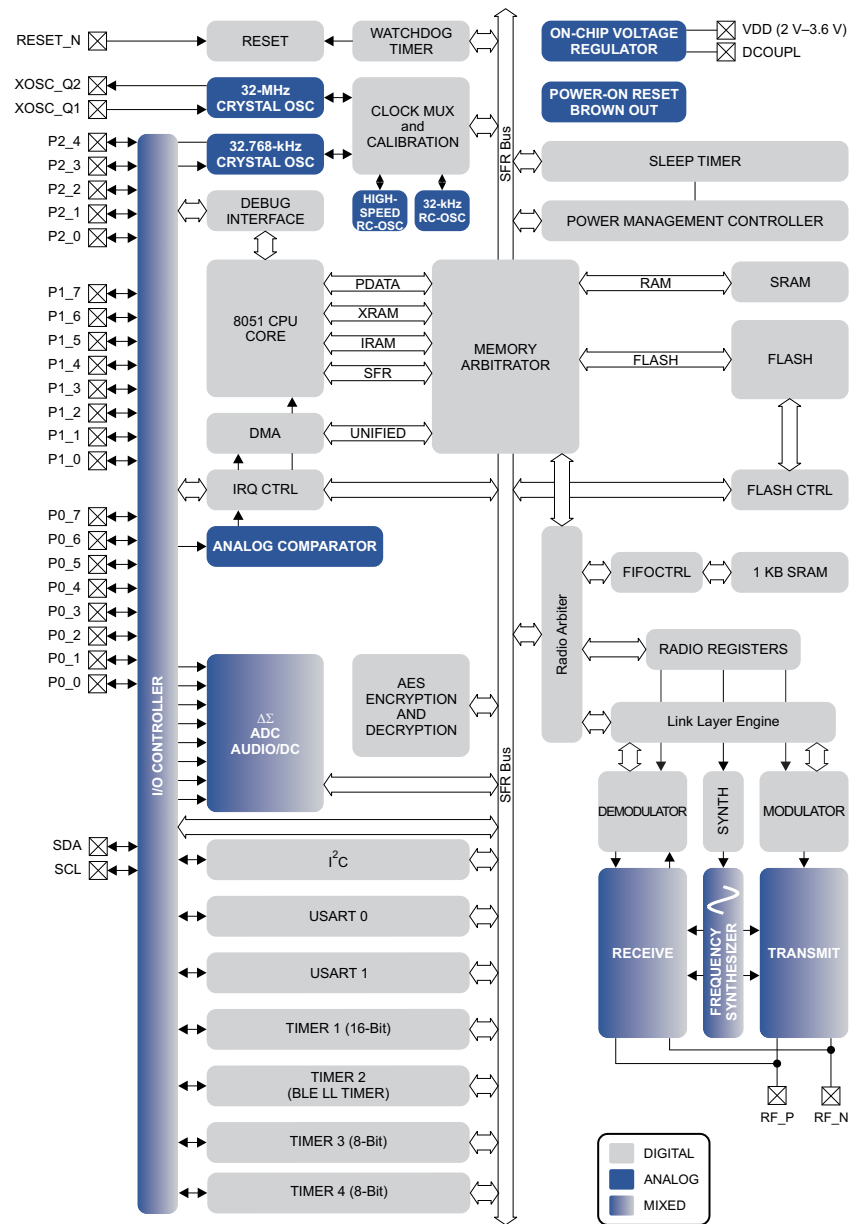 RESET_N
RESET
WATCHDOG
TIMER
ON-CHIP VOLTAGE
REGULATOR
VDD (2 V–3.6 V)
DCOUPL
XOSC_Q2
XOSC_Q1
32-MHz
CRYSTAL OSC
CLOCK MUX
and
CALIBRATION
POWER-ON RESET
BROWN OUT
SFR Bus
P2_4
P2_3
P2_2
P2_1
P2_0
32.768-kHz
CRYSTAL OSC
SLEEP TIMER
DEBUG
INTERFACE
HIGH-
SPEED
RC-OSC
32-kHz
RC-OSC
POWER MANAGEMENT CONTROLLER
P1_7
P1_6
P1_5
P1_4
P1_3
P1_2
P1_1
P1_0
8051 CPU
CORE
PDATA
XRAM
IRAM
SFR
MEMORY
ARBITRATOR
RAM
SRAM
FLASH
FLASH
DMA
UNIFIED
IRQ CTRL
FLASH CTRL
P0_7
P0_6
P0_5
P0_4
P0_3
P0_2
P0_1
P0_0
ANALOG COMPARATOR
Radio Arbiter
FIFOCTRL
1 KB SRAM
RADIO REGISTERS
Link Layer Engine
I/O CONTROLLER
ΔΣ
ADC
AUDIO/DC
AES
ENCRYPTION
AND
DECRYPTION
SFR Bus
DEMODULATOR
SYNTH
MODULATOR
SDA
SCL
I2C
USART 0
USART 1
TIMER 1 (16-Bit)
TIMER 2
(BLE LL TIMER)
TIMER 3 (8-Bit)
TIMER 4 (8-Bit)
RECEIVE
FREQUENCY
SYNTHESIZER
TRANSMIT
RF_P
RF_N
DIGITAL
ANALOG
MIXED